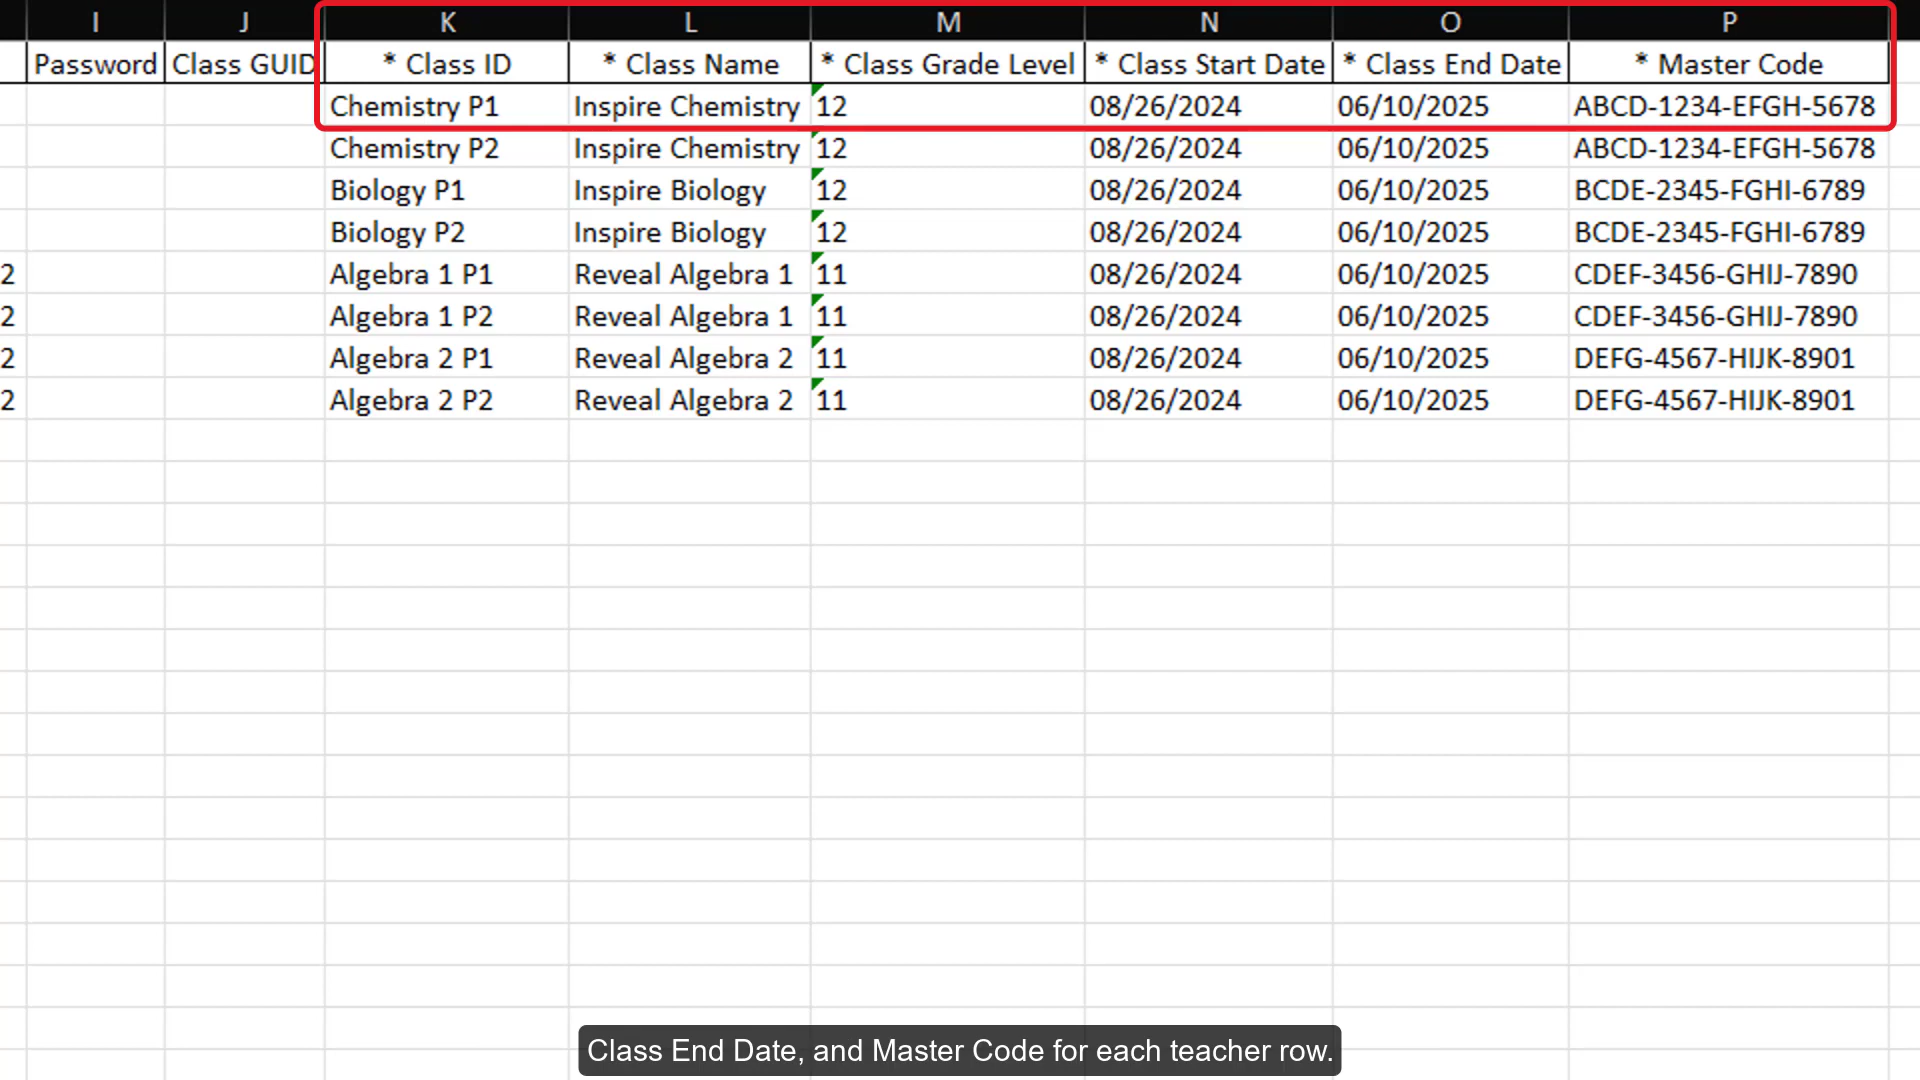 I J K L M N O P
Password Class GUID * Class ID * Class Name * Class Grade Level * Class Start Date * Class End Date * Master Code
Chemistry P1 Inspire Chemistry 12 08/26/2024 06/10/2025 ABCD-1234-EFGH-5678
Chemistry P2 Inspire Chemistry 12 08/26/2024 06/10/2025 ABCD-1234-EFGH-5678
Biology P1 Inspire Biology 12 08/26/2024 06/10/2025 BCDE-2345-FGHI-6789
Biology P2 Inspire Biology 12 08/26/2024 06/10/2025 BCDE-2345-FGHI-6789
2 Algebra 1 P1 Reveal Algebra 1 11 08/26/2024 06/10/2025 CDEF-3456-GHIJ-7890
2 Algebra 1 P2 Reveal Algebra 1 11 08/26/2024 06/10/2025 CDEF-3456-GHIJ-7890
2 Algebra 2 P1 Reveal Algebra 2 11 08/26/2024 06/10/2025 DEFG-4567-HIJK-8901
2 Algebra 2 P2 Reveal Algebra 2 11 08/26/2024 06/10/2025 DEFG-4567-HIJK-8901
Class End Date, and Master Code for each teacher row.